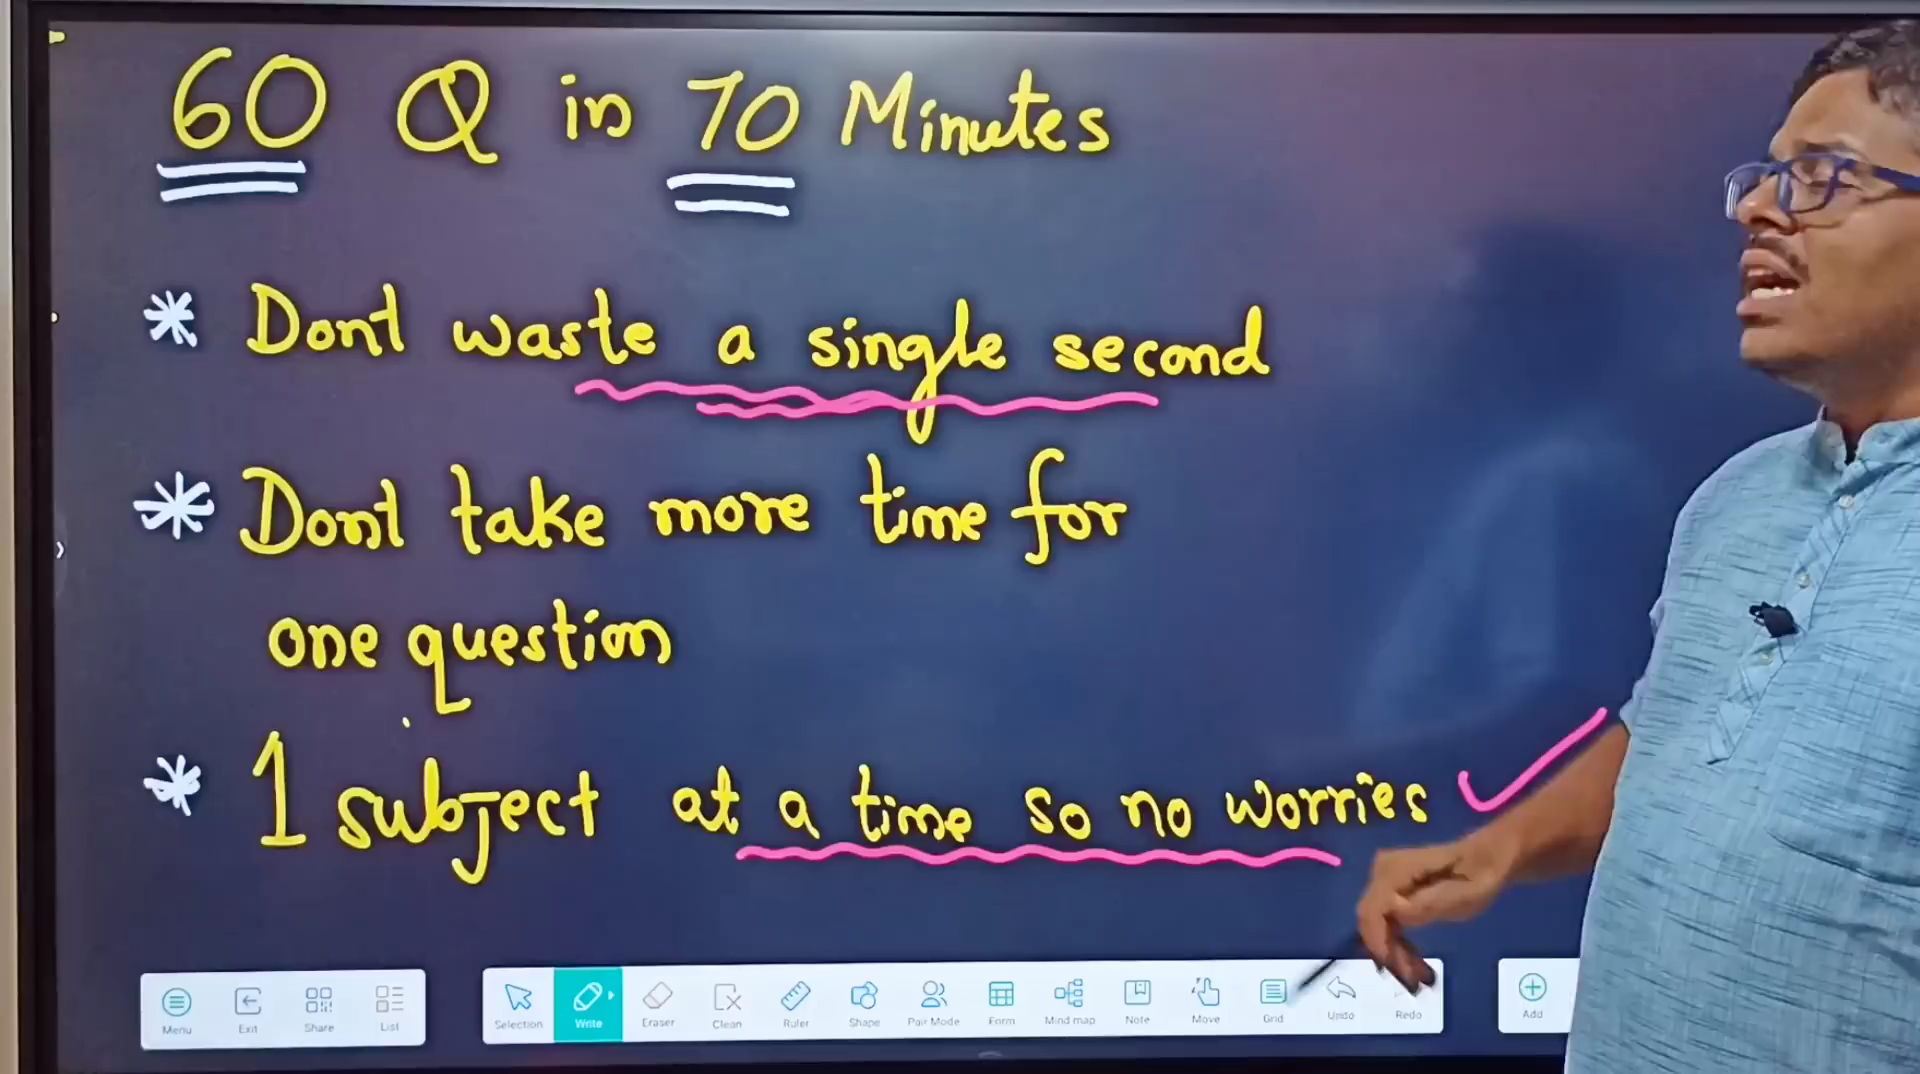 60 Q in 70 Minutes
* Dont waste a single second
* Dont take more time for
one question
* 1 subject at a time so no worries
Menu Exit Share List Selection Write Eraser Clean Ruler Shape Pair Mode Form Mind map Note Move Grid Undo Redo Add